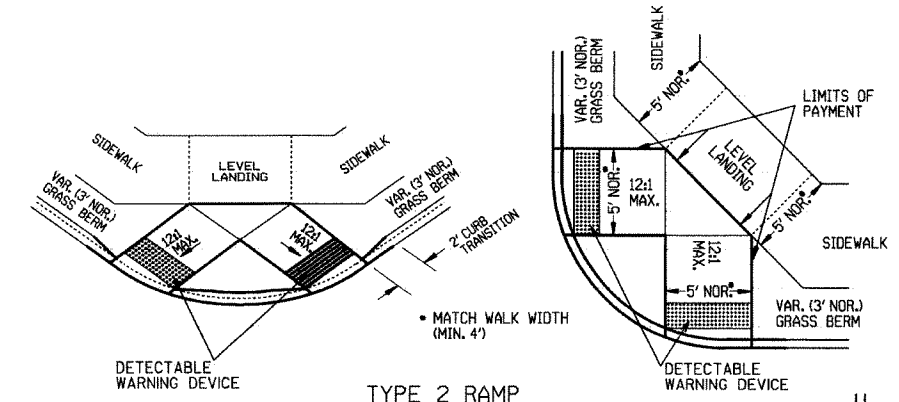 SIDEWALK
LEVEL
LANDING
SIDEWALK
VAR. (3' NOR.)
GRASS BERM
VAR. (3' NOR.)
GRASS BERM
12:1
MAX.
12:1
MAX.
2' CURB
TRANSITION
• MATCH WALK WIDTH
(MIN. 4')
DETECTABLE
WARNING DEVICE
TYPE 2 RAMP
VAR. (3' NOR.)
GRASS BERM
SIDEWALK
5' NOR.•
LIMITS OF
PAYMENT
LEVEL
LANDING
5' NOR.•
12:1
MAX.
5' NOR.•
SIDEWALK
12:1
MAX.
5' NOR.•
VAR. (3' NOR.)
GRASS BERM
DETECTABLE
WARNING DEVICE